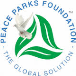 PEACE PARKS FOUNDATION
THE GLOBAL SOLUTION